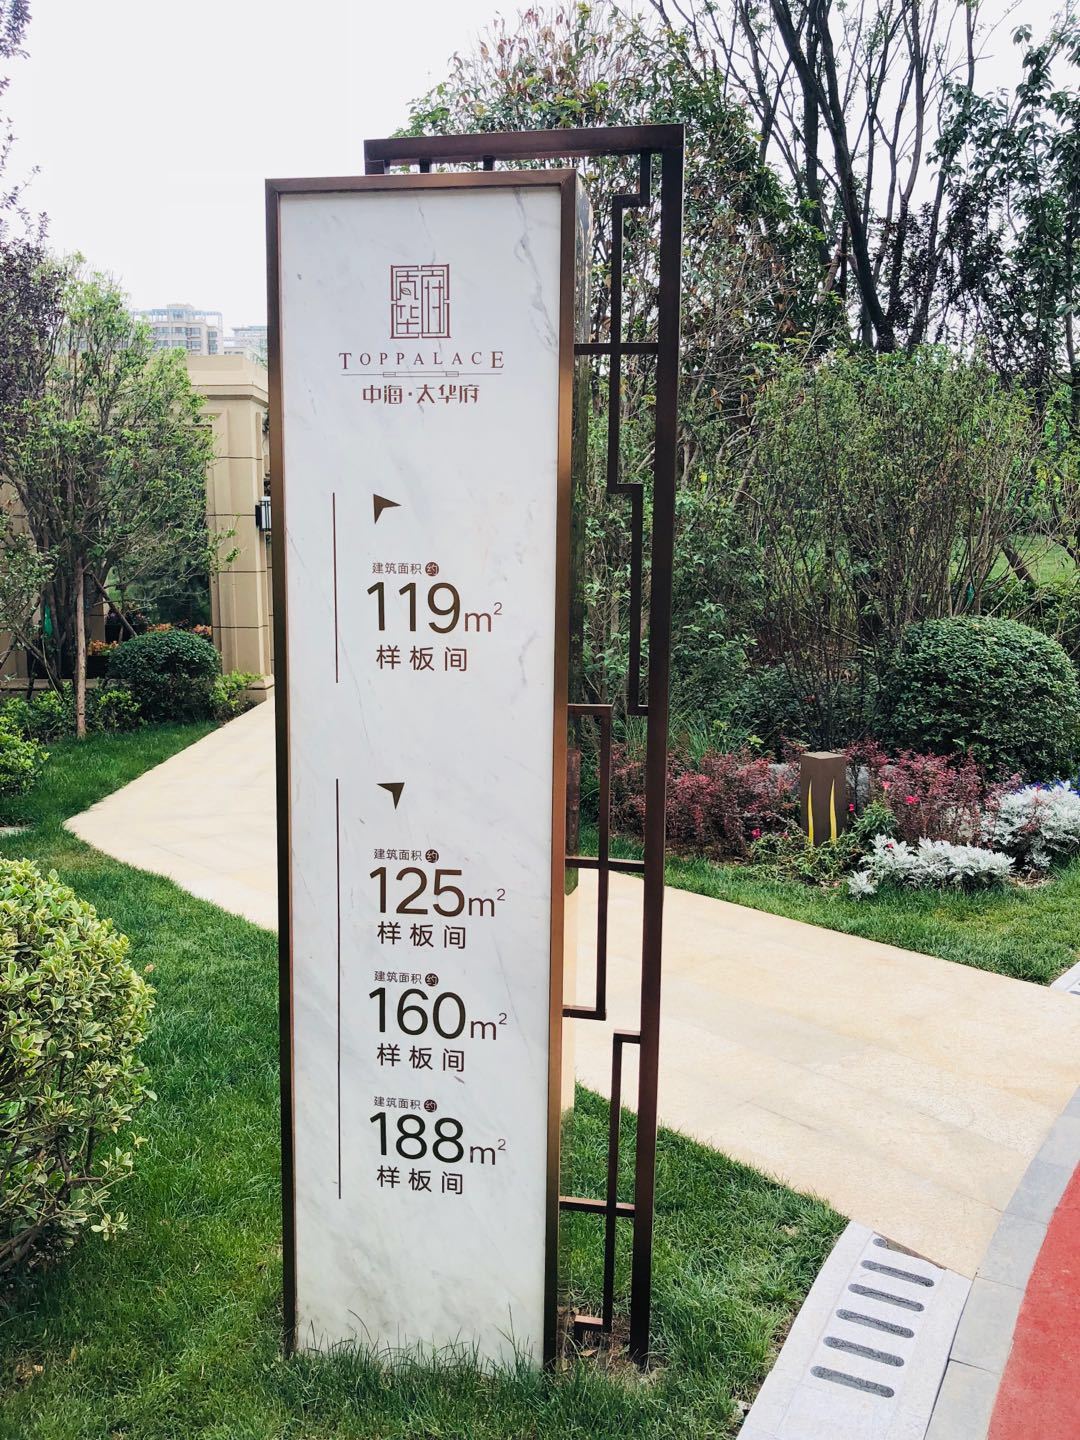 TOPPALACE
中海·太华府
建筑面积约
119m²
样板间
建筑面积约
125m²
样板间
建筑面积约
160m²
样板间
建筑面积约
188m²
样板间